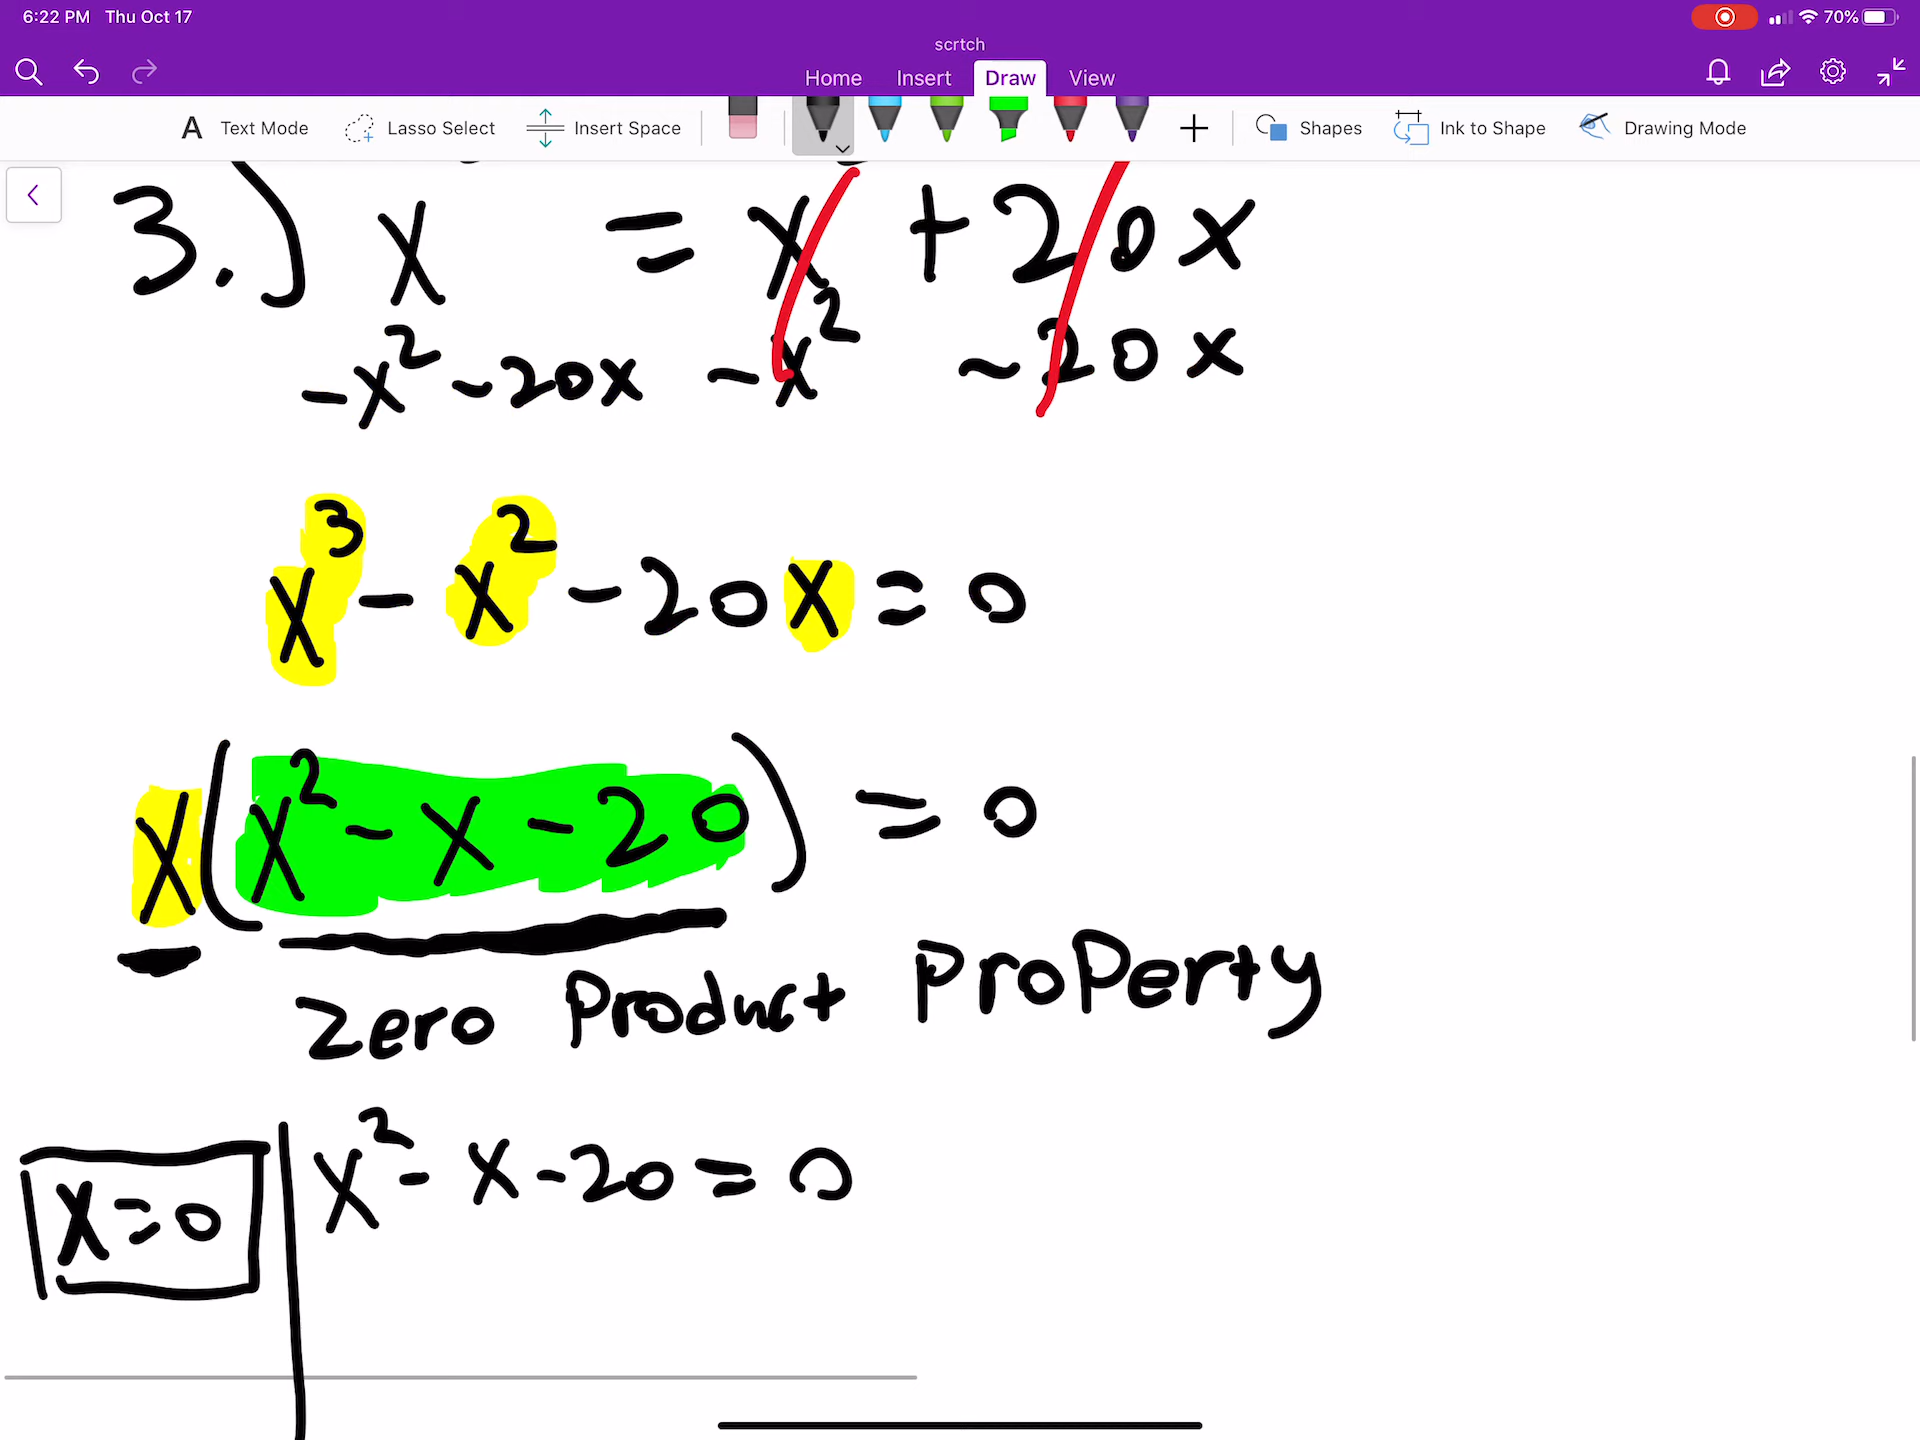 6:22 PM Thu Oct 17
70%
scrtch
Home Insert Draw View
A Text Mode Lasso Select Insert Space Shapes Ink to Shape Drawing Mode
3.) x = x + 20x
-x² -20x -x² -20x
x³ - x² - 20x = 0
x(x² - x - 20) = 0
Zero Product Property
x=0 x² - x - 20 = 0